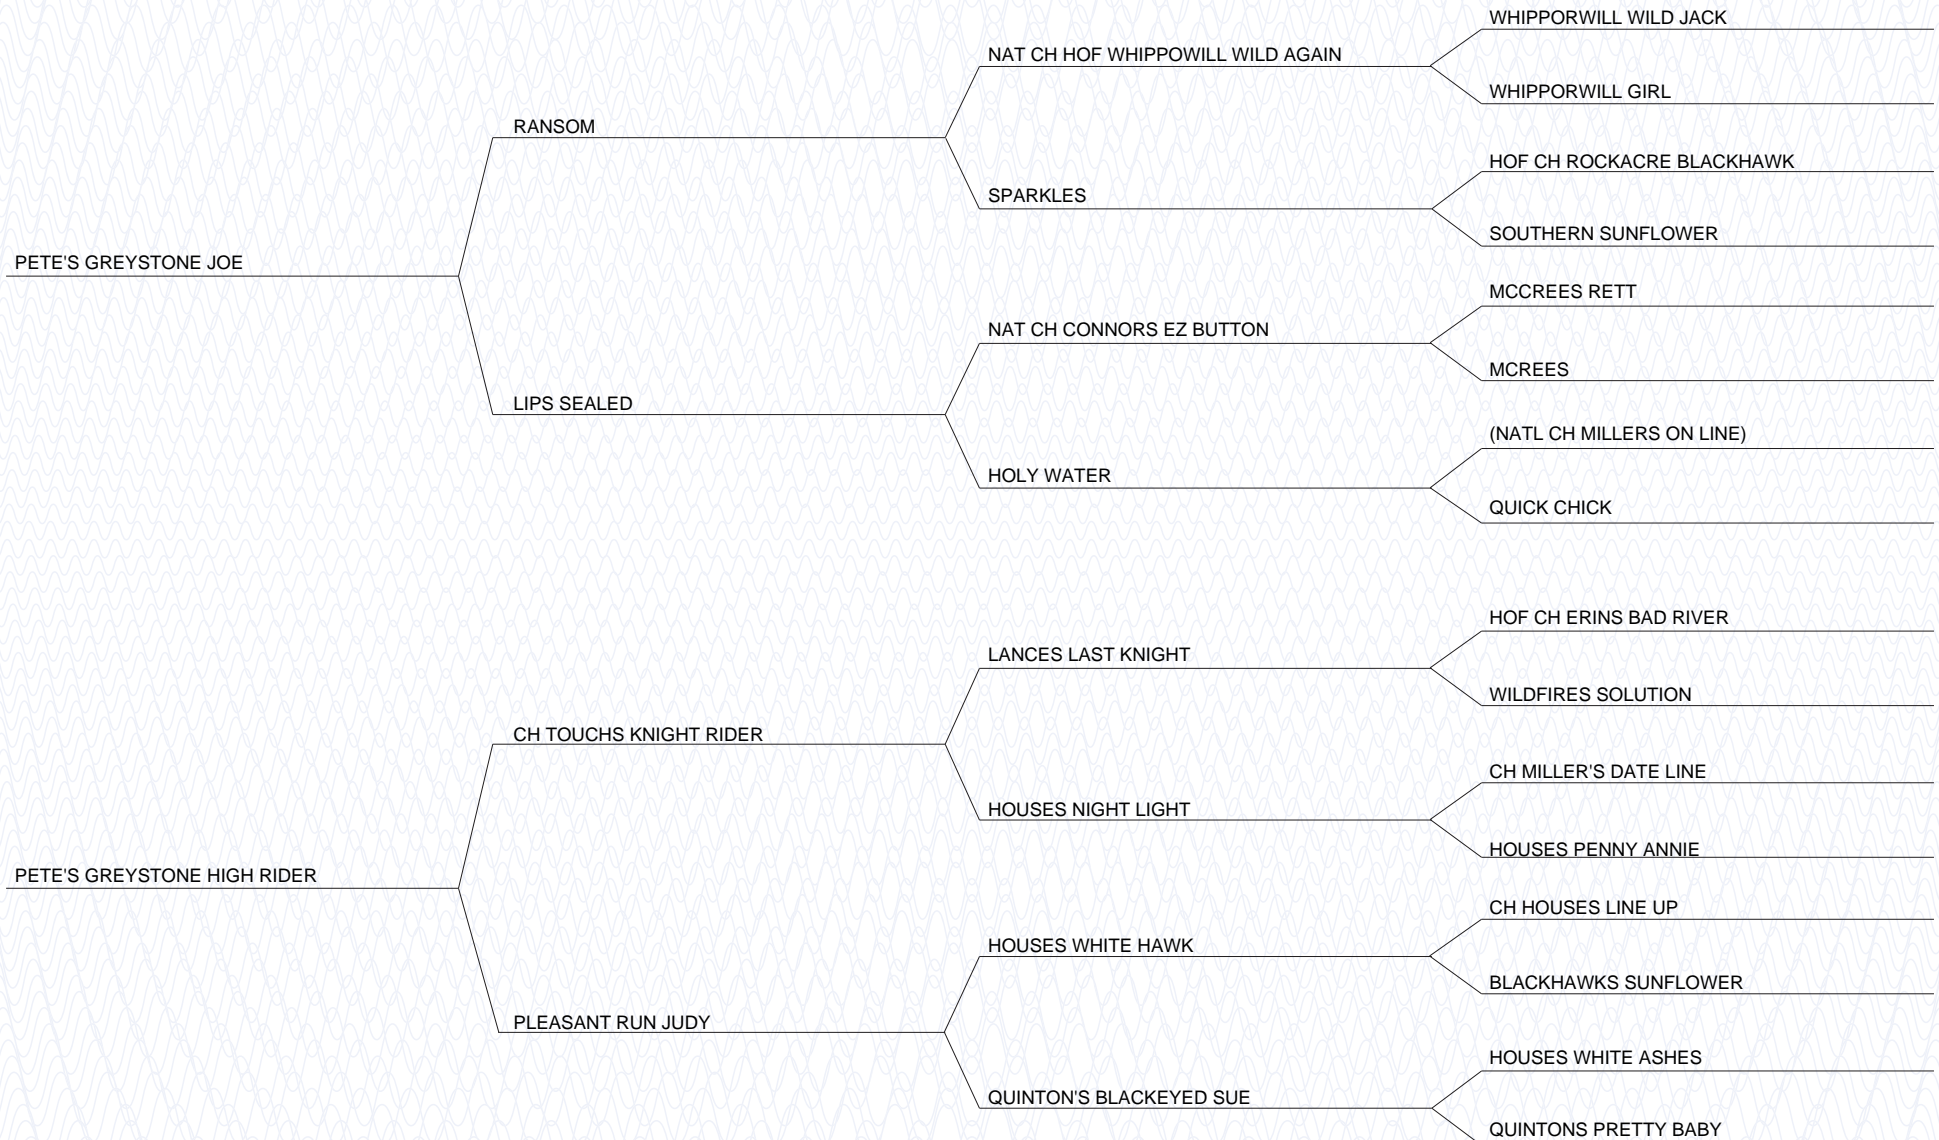 WHIPPORWILL WILD JACK
NAT CH HOF WHIPPOWILL WILD AGAIN
WHIPPORWILL GIRL
RANSOM
HOF CH ROCKACRE BLACKHAWK
SPARKLES
SOUTHERN SUNFLOWER
PETE'S GREYSTONE JOE
MCCREES RETT
NAT CH CONNORS EZ BUTTON
MCREES
LIPS SEALED
(NATL CH MILLERS ON LINE)
HOLY WATER
QUICK CHICK
HOF CH ERINS BAD RIVER
LANCES LAST KNIGHT
WILDFIRES SOLUTION
CH TOUCHS KNIGHT RIDER
CH MILLER'S DATE LINE
HOUSES NIGHT LIGHT
HOUSES PENNY ANNIE
PETE'S GREYSTONE HIGH RIDER
CH HOUSES LINE UP
HOUSES WHITE HAWK
BLACKHAWKS SUNFLOWER
PLEASANT RUN JUDY
HOUSES WHITE ASHES
QUINTON'S BLACKEYED SUE
QUINTONS PRETTY BABY